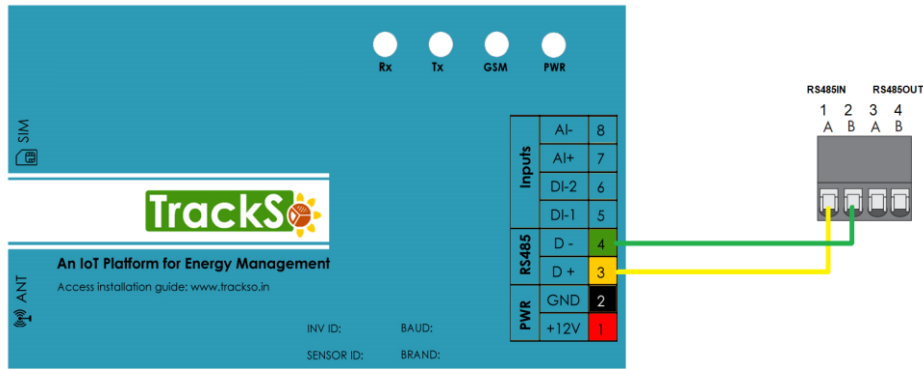 Rx Tx GSM PWR
SIM
TrackSo
An IoT Platform for Energy Management
Access installation guide: www.trackso.in
ANT
INV ID: BAUD:
SENSOR ID: BRAND:
Inputs
AI- 8
AI+ 7
DI-2 6
DI-1 5
RS485
D - 4
D + 3
PWR
GND 2
+12V 1
RS485IN RS485OUT
1 2 3 4
A B A B